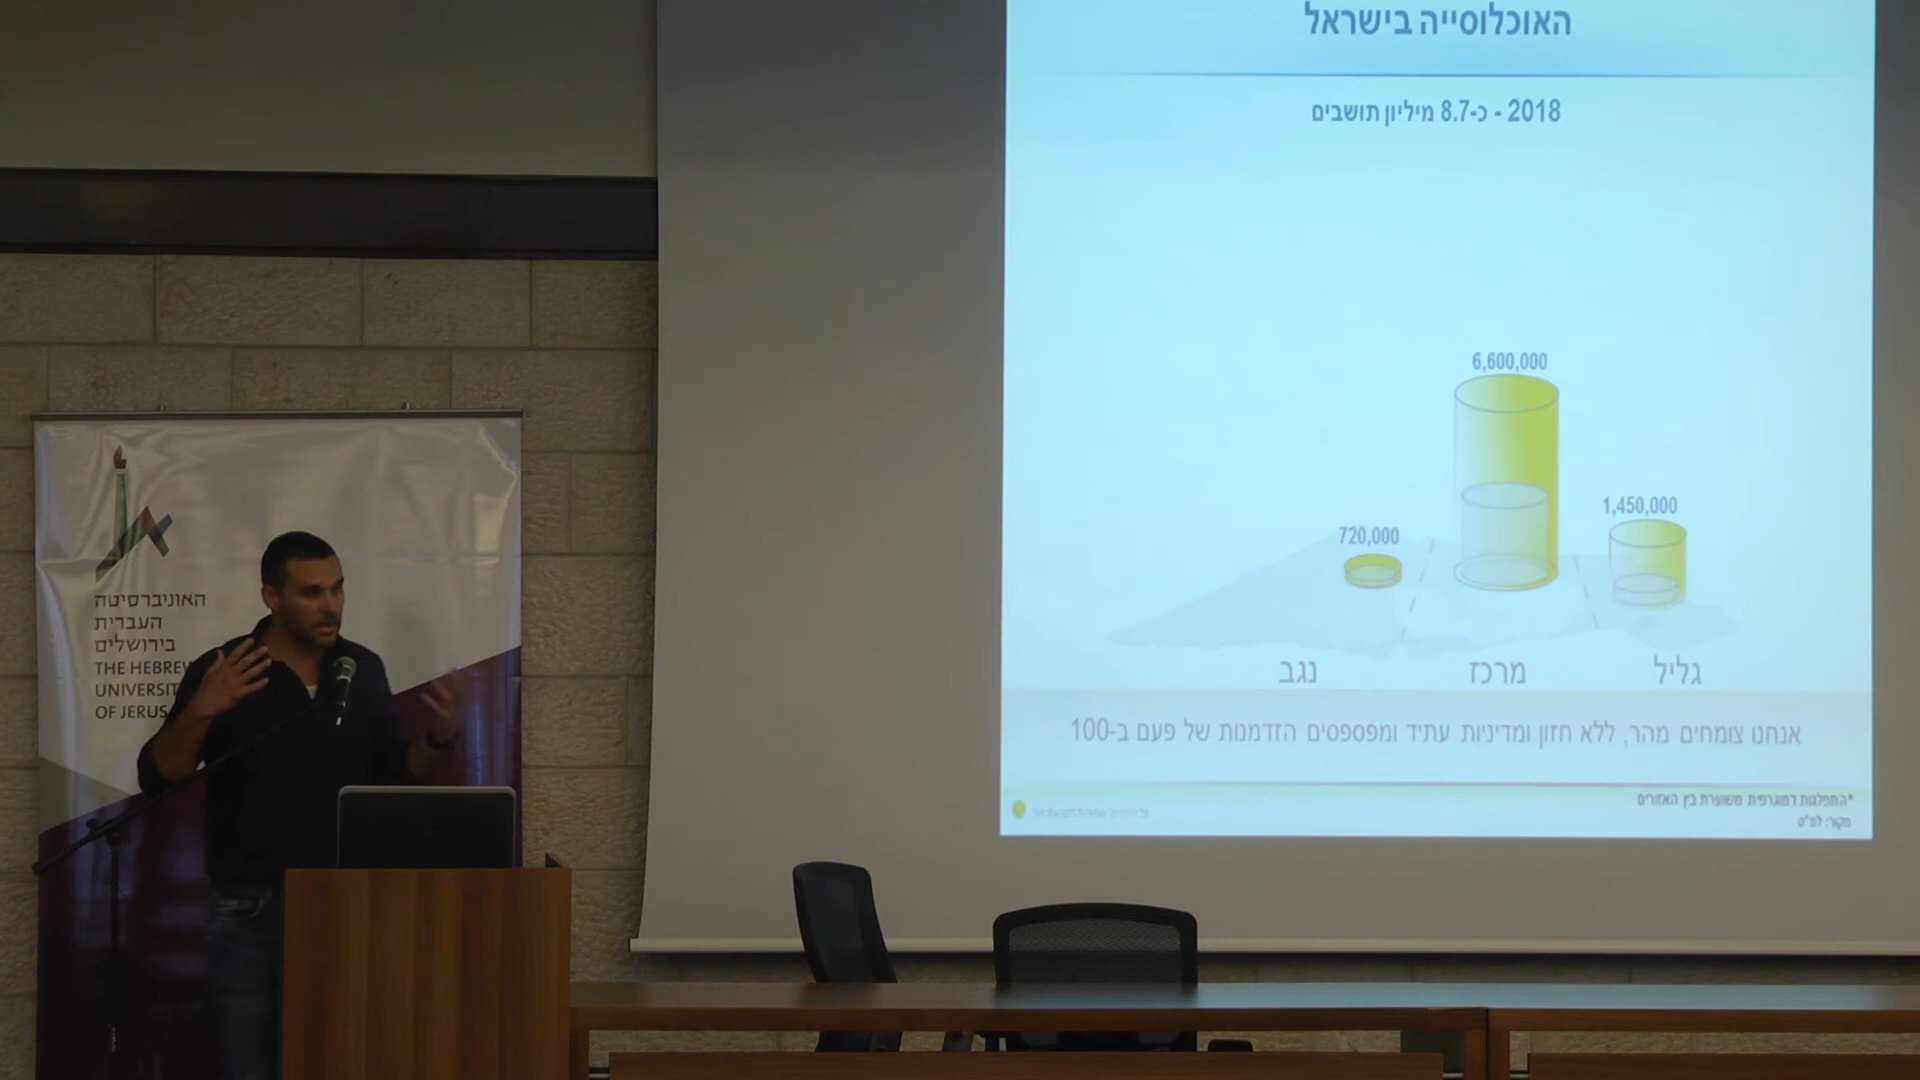 האוכלוסייה בישראל
2018 - כ-8.7 מיליון תושבים
6,600,000
1,450,000
720,000
גליל
מרכז
נגב
אנחנו צומחים מהר, ללא חזון ומדיניות עתיד ומפספסים הזדמנות של פעם ב-100
*התפלגות דמוגרפית משוערת בין האזורים
מקור: למ"ס
האוניברסיטה
העברית
בירושלים
THE HEBREW
UNIVERSIT
OF JERUS